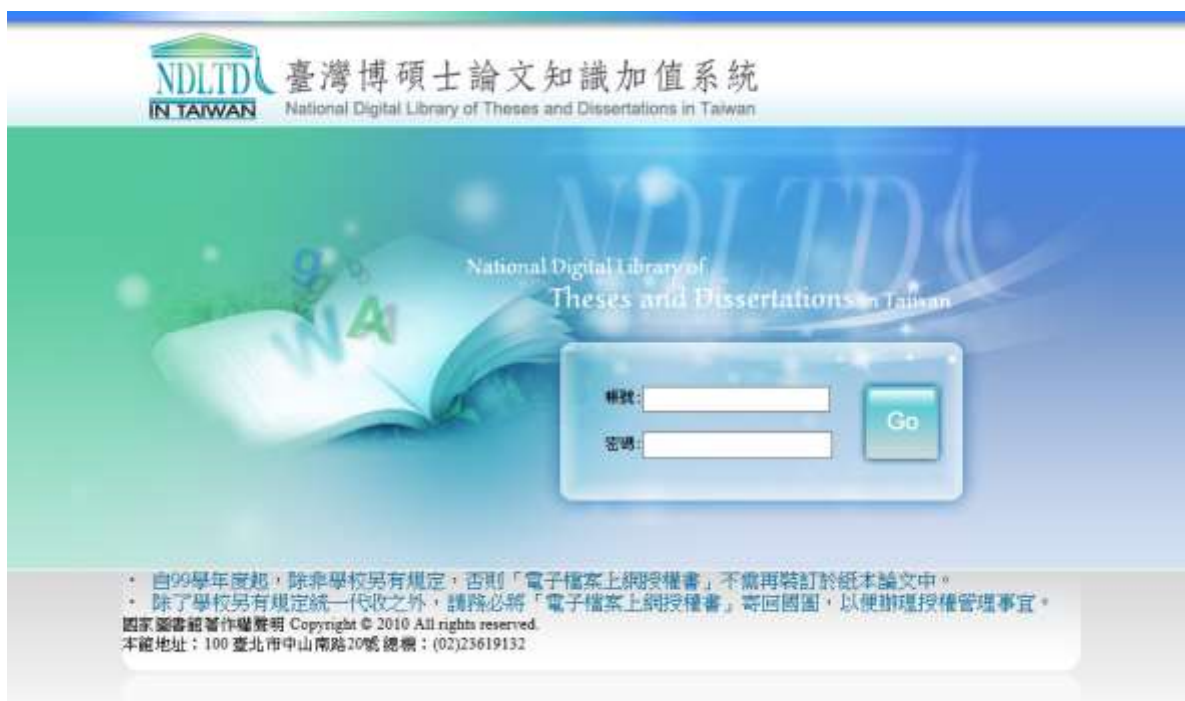 NDLTD
IN TAIWAN
臺灣博碩士論文知識加值系統
National Digital Library of Theses and Dissertations in Taiwan
NDLTD
National Digital Library of
Theses and Dissertations in Taiwan
g
W A
帳號:
密碼:
Go
• 自99學年度起,除非學校另有規定,否則「電子檔案上網授權書」不需再裝訂於紙本論文中。
• 除了學校另有規定統一代收之外,請務必將「電子檔案上網授權書」寄回國圖,以便辦理授權管理事宜。
國家圖書館著作權聲明 Copyright © 2010 All rights reserved.
本館地址:100 臺北市中山南路20號 總機:(02)23619132